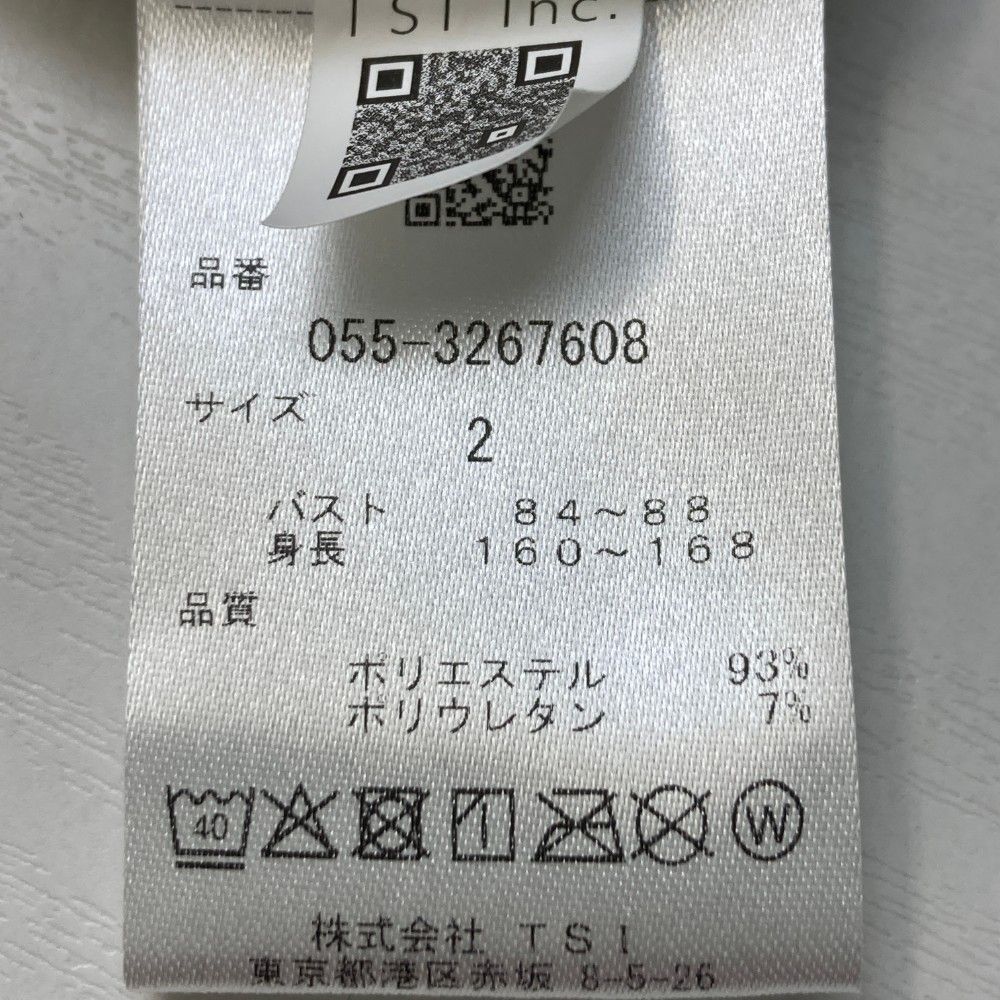 TSI Inc.
品番
055-3267608
サイズ
2
バスト 84～88
身長 160～168
品質
ポリエステル 93%
ポリウレタン 7%
40
W
株式会社 TSI
東京都港区赤坂 8-5-26